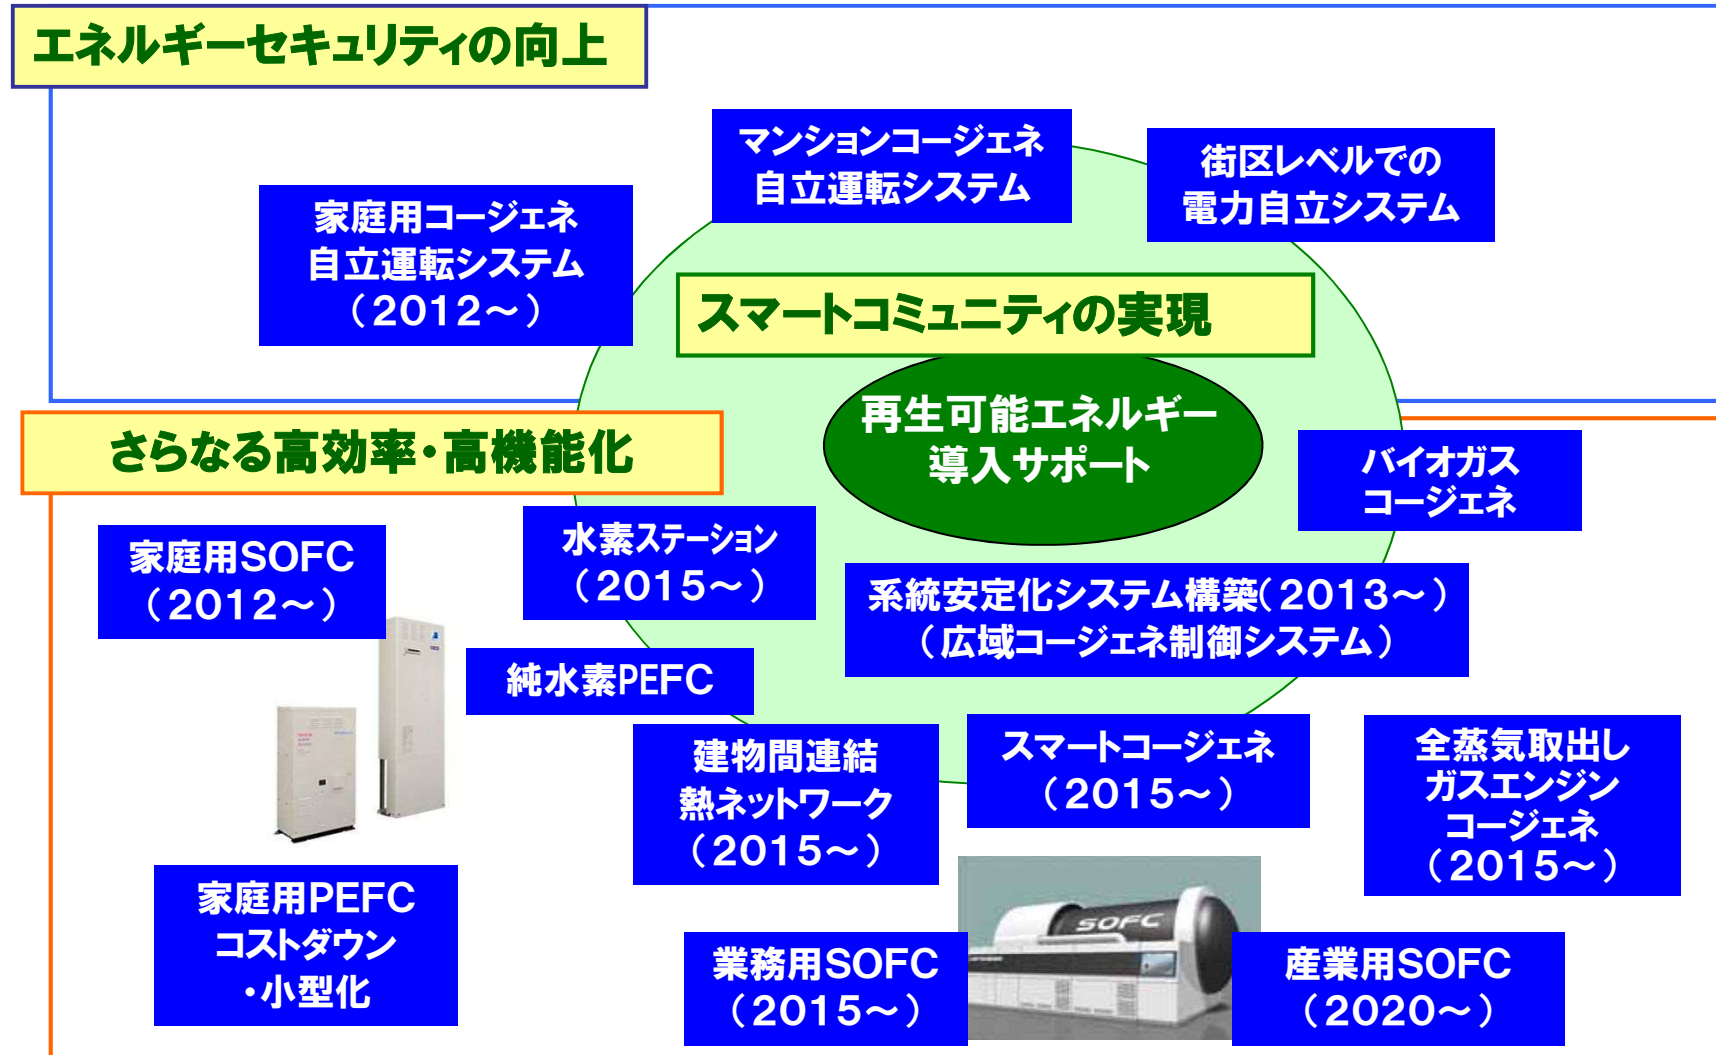 エネルギーセキュリティの向上
マンションコージェネ
自立運転システム
街区レベルでの
電力自立システム
家庭用コージェネ
自立運転システム
（2012～）
スマートコミュニティの実現
再生可能エネルギー
導入サポート
さらなる高効率・高機能化
バイオガス
コージェネ
水素ステーション
（2015～）
家庭用SOFC
（2012～）
系統安定化システム構築（2013～）
（広域コージェネ制御システム）
純水素PEFC
建物間連結
熱ネットワーク
（2015～）
スマートコージェネ
（2015～）
全蒸気取出し
ガスエンジン
コージェネ
（2015～）
家庭用PEFC
コストダウン
・小型化
SOFC
業務用SOFC
（2015～）
産業用SOFC
（2020～）